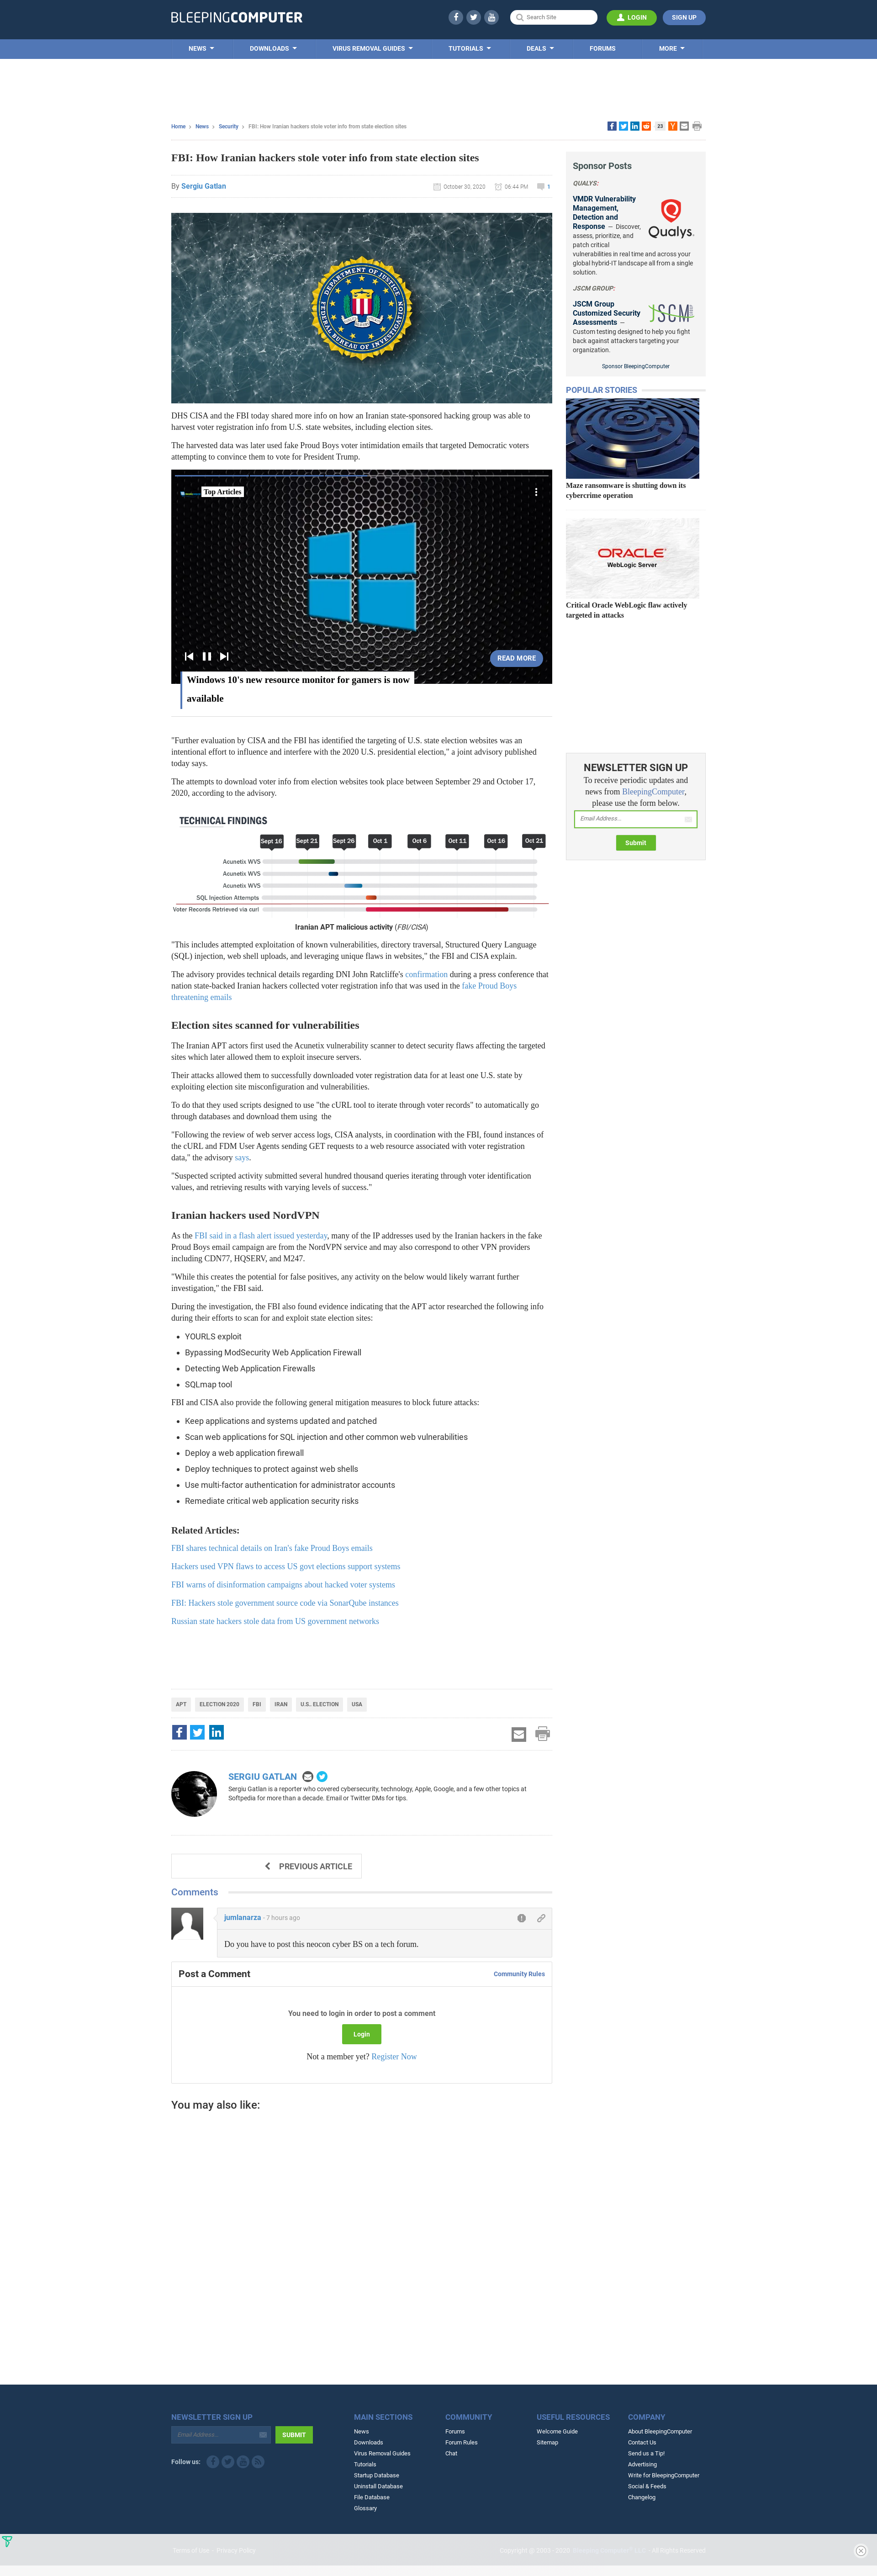 BLEEPINGCOMPUTER
Search Site
LOGIN
SIGN UP
NEWS
DOWNLOADS
VIRUS REMOVAL GUIDES
TUTORIALS
DEALS
FORUMS
MORE
Home
News
Security
FBI: How Iranian hackers stole voter info from state election sites
23
FBI: How Iranian hackers stole voter info from state election sites
By Sergiu Gatlan
October 30, 2020
06:44 PM
1
DEPARTMENT OF JUSTICE
FEDERAL BUREAU OF INVESTIGATION
DHS CISA and the FBI today shared more info on how an Iranian state-sponsored hacking group was able to
harvest voter registration info from U.S. state websites, including election sites.
The harvested data was later used fake Proud Boys voter intimidation emails that targeted Democratic voters
attempting to convince them to vote for President Trump.
Top Articles
READ MORE
Windows 10's new resource monitor for gamers is now
available
"Further evaluation by CISA and the FBI has identified the targeting of U.S. state election websites was an
intentional effort to influence and interfere with the 2020 U.S. presidential election," a joint advisory published
today says.
The attempts to download voter info from election websites took place between September 29 and October 17,
2020, according to the advisory.
TECHNICAL FINDINGS
Sept 16
Sept 21
Sept 26
Oct 1
Oct 6
Oct 11
Oct 16
Oct 21
Acunetix WVS
Acunetix WVS
Acunetix WVS
SQL Injection Attempts
Voter Records Retrieved via curl
Iranian APT malicious activity (FBI/CISA)
"This includes attempted exploitation of known vulnerabilities, directory traversal, Structured Query Language
(SQL) injection, web shell uploads, and leveraging unique flaws in websites," the FBI and CISA explain.
The advisory provides technical details regarding DNI John Ratcliffe's confirmation during a press conference that
nation state-backed Iranian hackers collected voter registration info that was used in the fake Proud Boys
threatening emails
Election sites scanned for vulnerabilities
The Iranian APT actors first used the Acunetix vulnerability scanner to detect security flaws affecting the targeted
sites which later allowed them to exploit insecure servers.
Their attacks allowed them to successfully downloaded voter registration data for at least one U.S. state by
exploiting election site misconfiguration and vulnerabilities.
To do that they used scripts designed to use "the cURL tool to iterate through voter records" to automatically go
through databases and download them using the
"Following the review of web server access logs, CISA analysts, in coordination with the FBI, found instances of
the cURL and FDM User Agents sending GET requests to a web resource associated with voter registration
data," the advisory says.
"Suspected scripted activity submitted several hundred thousand queries iterating through voter identification
values, and retrieving results with varying levels of success."
Iranian hackers used NordVPN
As the FBI said in a flash alert issued yesterday, many of the IP addresses used by the Iranian hackers in the fake
Proud Boys email campaign are from the NordVPN service and may also correspond to other VPN providers
including CDN77, HQSERV, and M247.
"While this creates the potential for false positives, any activity on the below would likely warrant further
investigation," the FBI said.
During the investigation, the FBI also found evidence indicating that the APT actor researched the following info
during their efforts to scan for and exploit state election sites:
• YOURLS exploit
• Bypassing ModSecurity Web Application Firewall
• Detecting Web Application Firewalls
• SQLmap tool
FBI and CISA also provide the following general mitigation measures to block future attacks:
• Keep applications and systems updated and patched
• Scan web applications for SQL injection and other common web vulnerabilities
• Deploy a web application firewall
• Deploy techniques to protect against web shells
• Use multi-factor authentication for administrator accounts
• Remediate critical web application security risks
Related Articles:
FBI shares technical details on Iran's fake Proud Boys emails
Hackers used VPN flaws to access US govt elections support systems
FBI warns of disinformation campaigns about hacked voter systems
FBI: Hackers stole government source code via SonarQube instances
Russian state hackers stole data from US government networks
APT
ELECTION 2020
FBI
IRAN
U.S.. ELECTION
USA
SERGIU GATLAN
Sergiu Gatlan is a reporter who covered cybersecurity, technology, Apple, Google, and a few other topics at
Softpedia for more than a decade. Email or Twitter DMs for tips.
PREVIOUS ARTICLE
Comments
jumlanarza - 7 hours ago
Do you have to post this neocon cyber BS on a tech forum.
Post a Comment
Community Rules
You need to login in order to post a comment
Login
Not a member yet? Register Now
You may also like:
Sponsor Posts
QUALYS:
VMDR Vulnerability
Management,
Detection and
Response — Discover,
assess, prioritize, and
patch critical
vulnerabilities in real time and across your
global hybrid-IT landscape all from a single
solution.
Qualys.
JSCM GROUP:
JSCM Group
Customized Security
Assessments —
Custom testing designed to help you fight
back against attackers targeting your
organization.
JSCM GROUP
Sponsor BleepingComputer
POPULAR STORIES
Maze ransomware is shutting down its
cybercrime operation
ORACLE
WebLogic Server
Critical Oracle WebLogic flaw actively
targeted in attacks
NEWSLETTER SIGN UP
To receive periodic updates and
news from BleepingComputer,
please use the form below.
Email Address...
Submit
NEWSLETTER SIGN UP
Email Address...
SUBMIT
Follow us:
MAIN SECTIONS
News
Downloads
Virus Removal Guides
Tutorials
Startup Database
Uninstall Database
File Database
Glossary
COMMUNITY
Forums
Forum Rules
Chat
USEFUL RESOURCES
Welcome Guide
Sitemap
COMPANY
About BleepingComputer
Contact Us
Send us a Tip!
Advertising
Write for BleepingComputer
Social & Feeds
Changelog
Terms of Use - Privacy Policy